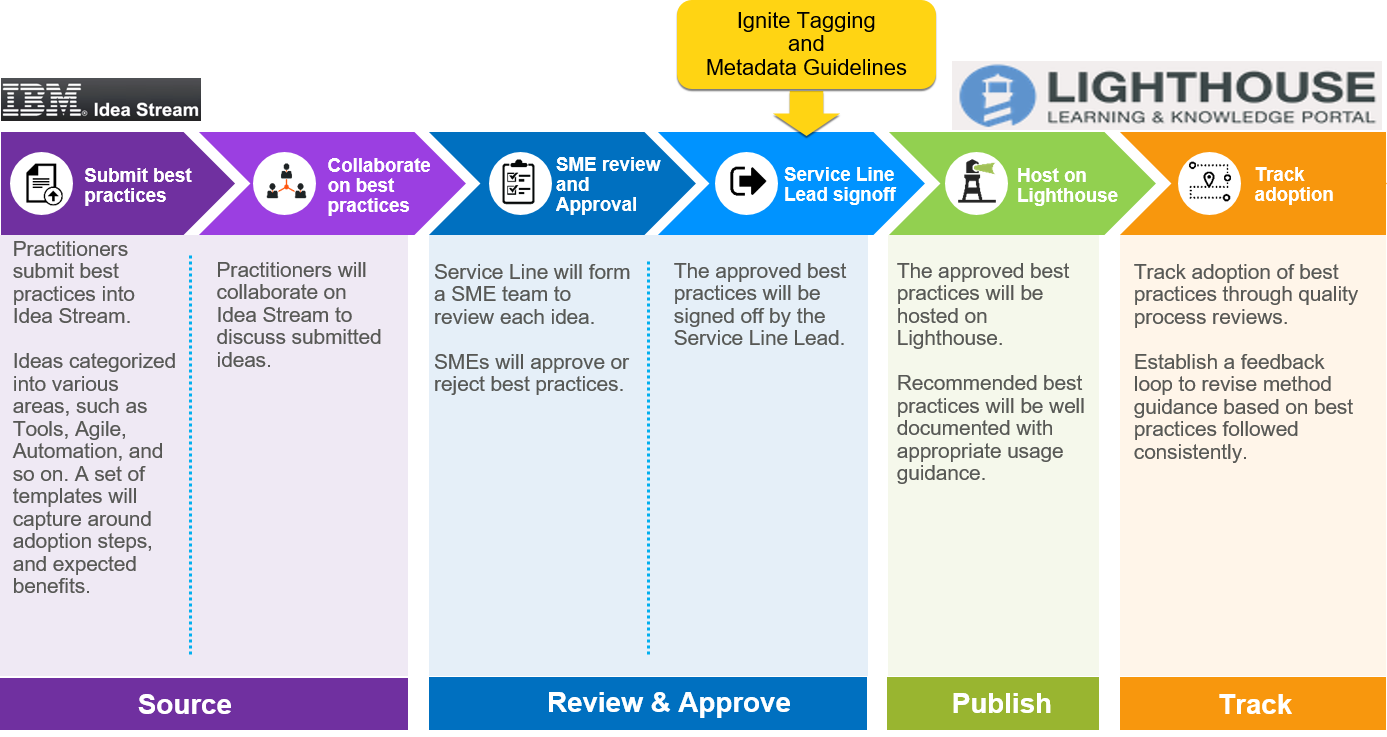 Ignite Tagging
and
Metadata Guidelines
IBM. Idea Stream
LIGHTHOUSE
LEARNING & KNOWLEDGE PORTAL
Submit best
practices
Collaborate
on best
practices
SME review
and
Approval
Service Line
Lead signoff
Host on
Lighthouse
Track
adoption
Practitioners
submit best
practices into
Idea Stream.
Ideas categorized
into various
areas, such as
Tools, Agile,
Automation, and
so on. A set of
templates will
capture around
adoption steps,
and expected
benefits.
Practitioners will
collaborate on
Idea Stream to
discuss submitted
ideas.
Service Line will form
a SME team to
review each idea.
SMEs will approve or
reject best practices.
The approved best
practices will be
signed off by the
Service Line Lead.
The approved best
practices will be
hosted on
Lighthouse.
Recommended best
practices will be well
documented with
appropriate usage
guidance.
Track adoption of best
practices through quality
process reviews.
Establish a feedback
loop to revise method
guidance based on best
practices followed
consistently.
Source
Review & Approve
Publish
Track